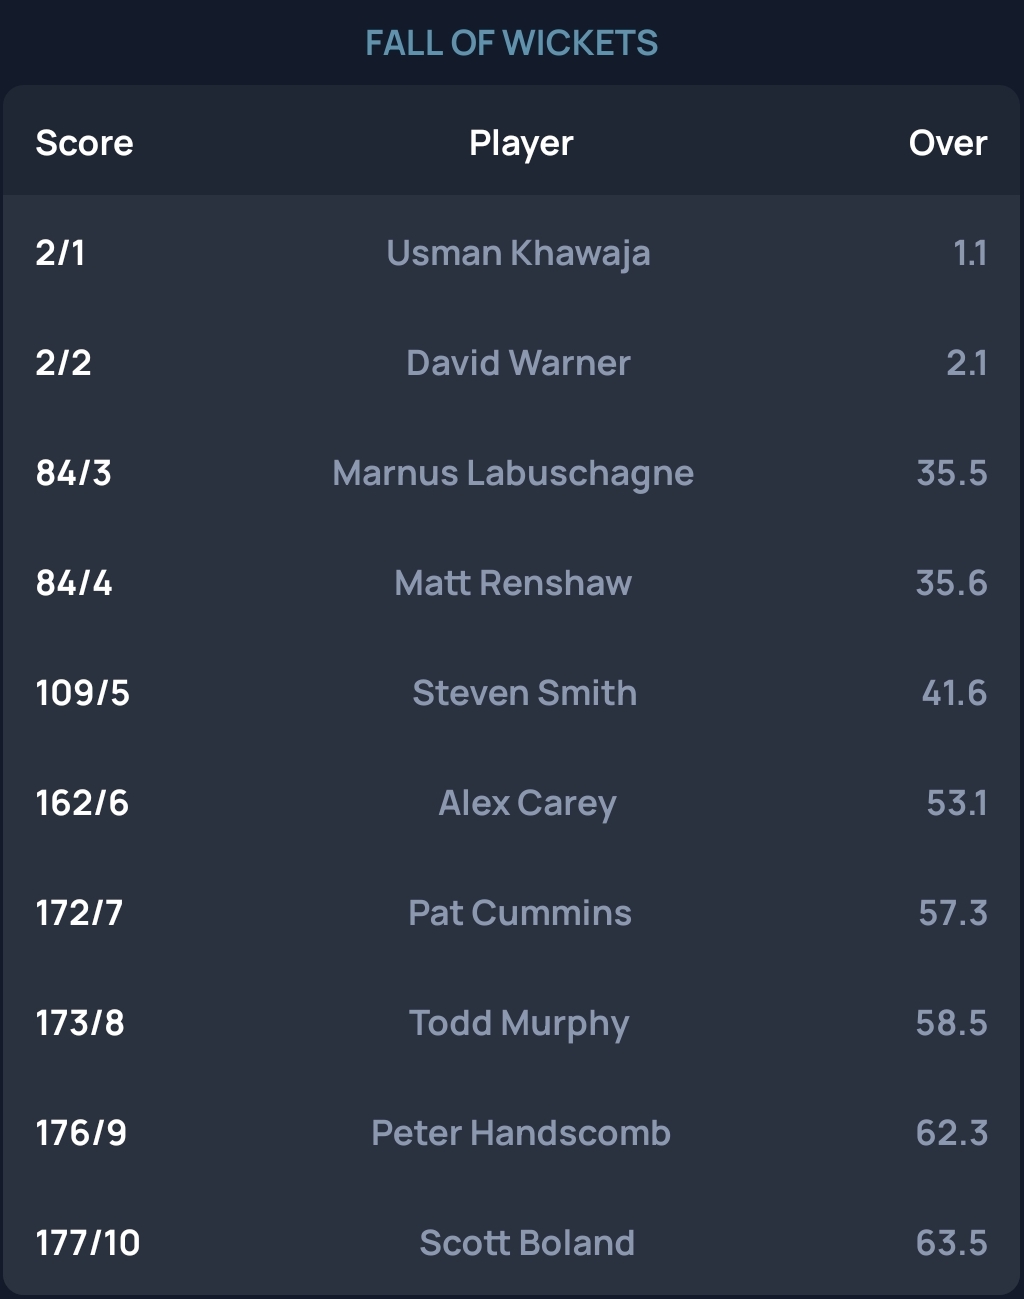 FALL OF WICKETS
Score Player Over
2/1 Usman Khawaja 1.1
2/2 David Warner 2.1
84/3 Marnus Labuschagne 35.5
84/4 Matt Renshaw 35.6
109/5 Steven Smith 41.6
162/6 Alex Carey 53.1
172/7 Pat Cummins 57.3
173/8 Todd Murphy 58.5
176/9 Peter Handscomb 62.3
177/10 Scott Boland 63.5